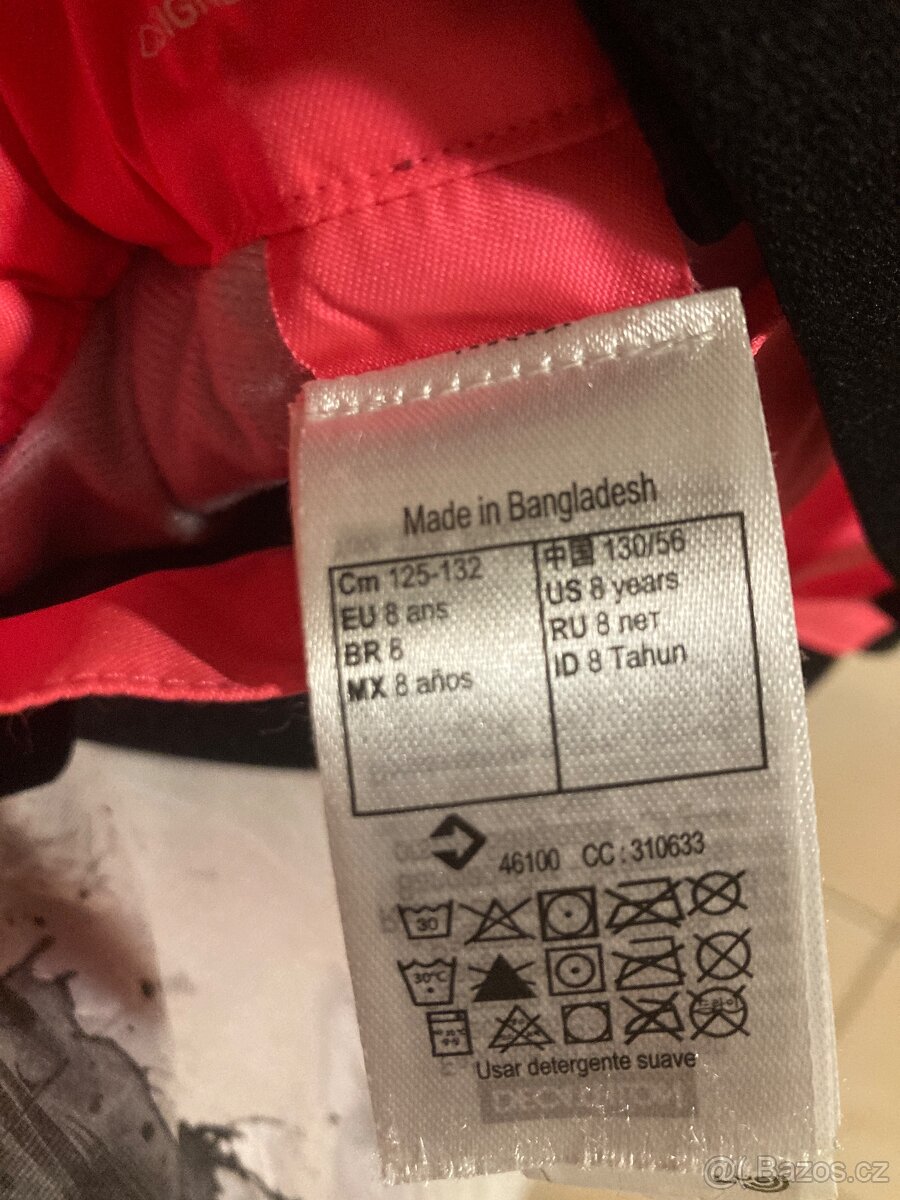 Made in Bangladesh
Cm 125-132
EU 8 ans
BR 8
MX 8 años
中国 130/56
US 8 years
RU 8 лет
ID 8 Tahun
46100 CC : 310633
30
30°C
Usar detergente suave
DECATHLON
Bazos.cz